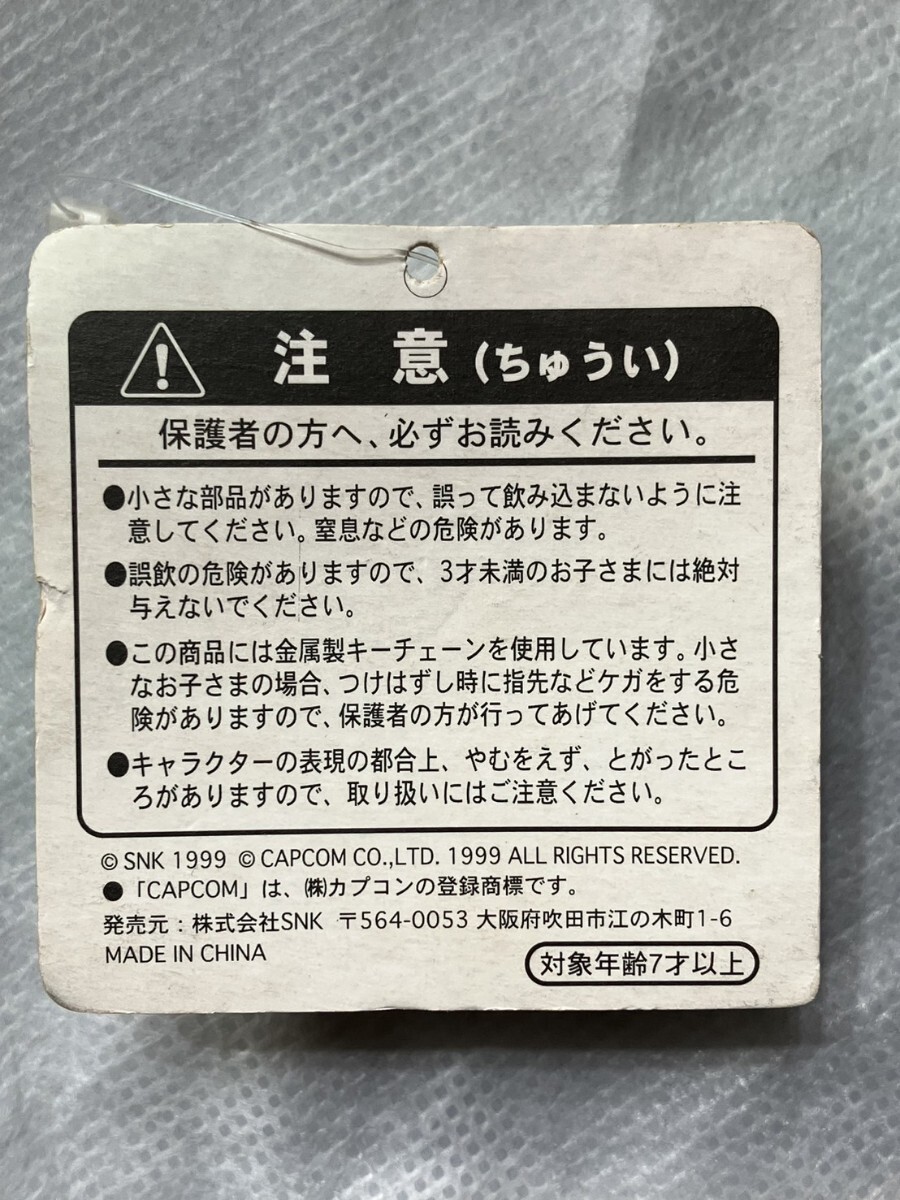 注 意 (ちゅうい)
保護者の方へ、必ずお読みください。
●小さな部品がありますので、誤って飲み込まないように注
意してください。窒息などの危険があります。
●誤飲の危険がありますので、3才未満のお子さまには絶対
与えないでください。
●この商品には金属製キーチェーンを使用しています。小さ
なお子さまの場合、つけはずし時に指先などケガをする危
険がありますので、保護者の方が行ってあげてください。
●キャラクターの表現の都合上、やむをえず、とがったとこ
ろがありますので、取り扱いにはご注意ください。
© SNK 1999 © CAPCOM CO.,LTD. 1999 ALL RIGHTS RESERVED.
●「CAPCOM」は、㈱カプコンの登録商標です。
発売元：株式会社SNK 〒564-0053 大阪府吹田市江の木町1-6
MADE IN CHINA
対象年齢7才以上